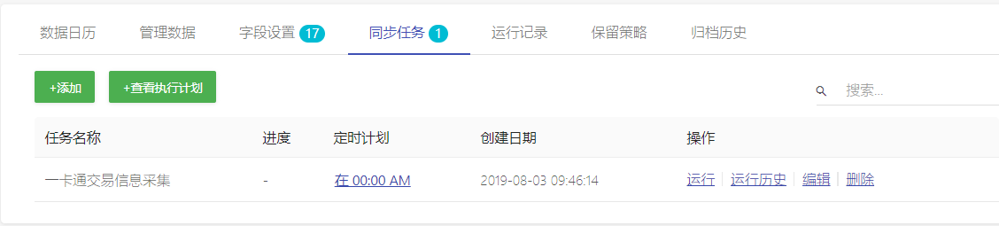 数据日历 管理数据 字段设置 17 同步任务 1 运行记录 保留策略 归档历史
+添加 +查看执行计划 搜索...
任务名称 进度 定时计划 创建日期 操作
一卡通交易信息采集 - 在 00:00 AM 2019-08-03 09:46:14 运行 运行历史 编辑 删除